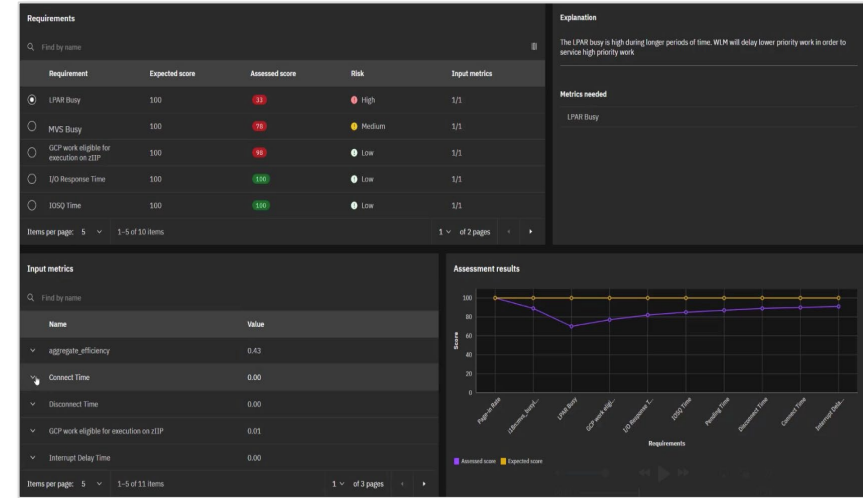 Requirements
Find by name
Requirement Expected score Assessed score Risk Input metrics
LPAR Busy 100 33 High 1/1
MVS Busy 100 78 Medium 1/1
GCP work eligible for
execution on zIIP 100 98 Low 1/1
I/O Response Time 100 100 Low 1/1
IOSQ Time 100 100 Low 1/1
Items per page: 5 1–5 of 10 items 1 of 2 pages
Explanation
The LPAR busy is high during longer periods of time. WLM will delay lower priority work in order to
service high priority work
Metrics needed
LPAR Busy
Input metrics
Find by name
Name Value
aggregate_efficiency 0.43
Connect Time 0.00
Disconnect Time 0.00
GCP work eligible for execution on zIIP 0.01
Interrupt Delay Time 0.00
Items per page: 5 1–5 of 11 items 1 of 3 pages
Assessment results
Score
100
80
60
40
20
0
Page-in Rate
LPAR Busy
GCP work eligi...
I/O Response T...
IOSQ Time
Pending Time
Disconnect Time
Connect Time
Interrupt Dela...
Requirements
Assessed score Expected score